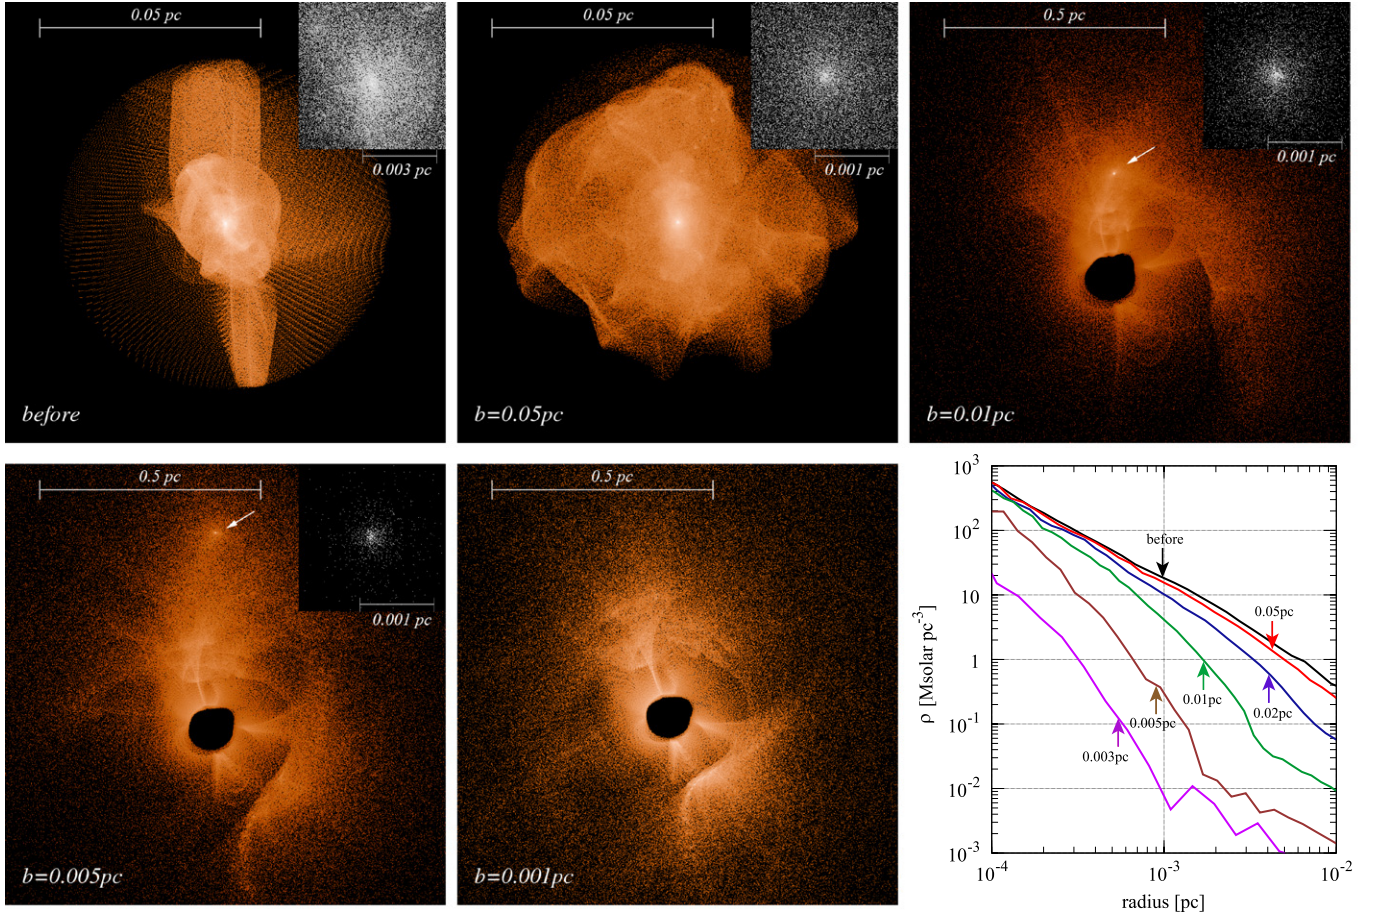 0.05 pc
0.003 pc
before
0.05 pc
0.001 pc
b=0.05pc
0.5 pc
0.001 pc
b=0.01pc
0.5 pc
0.001 pc
b=0.005pc
0.5 pc
b=0.001pc
10^3
10^2
10
1
10^-1
10^-2
10^-3
ρ [Msolar pc^-3]
before
0.05pc
0.02pc
0.01pc
0.005pc
0.003pc
10^-4
10^-3
10^-2
radius [pc]